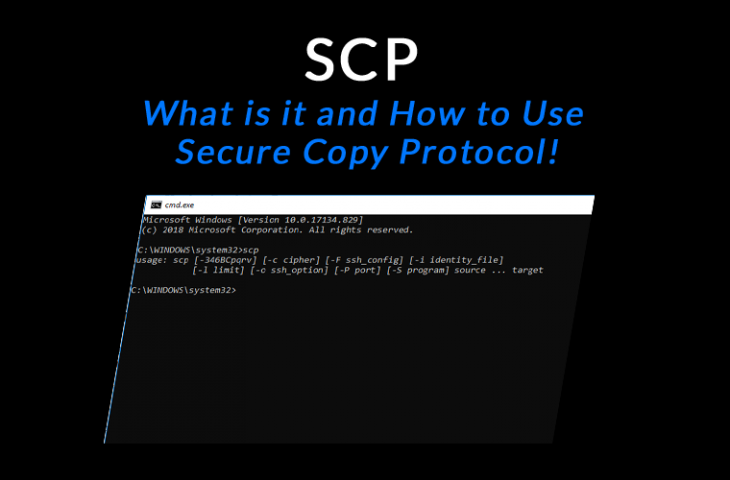 SCP
What is it and How to Use
Secure Copy Protocol!
cmd.exe
Microsoft Windows [Version 10.0.17134.829]
(c) 2018 Microsoft Corporation. All rights reserved.
C:\WINDOWS\system32>scp
usage: scp [-346BCpqrv] [-c cipher] [-F ssh_config] [-i identity_file]
[-l limit] [-o ssh_option] [-P port] [-S program] source ... target
C:\WINDOWS\system32>